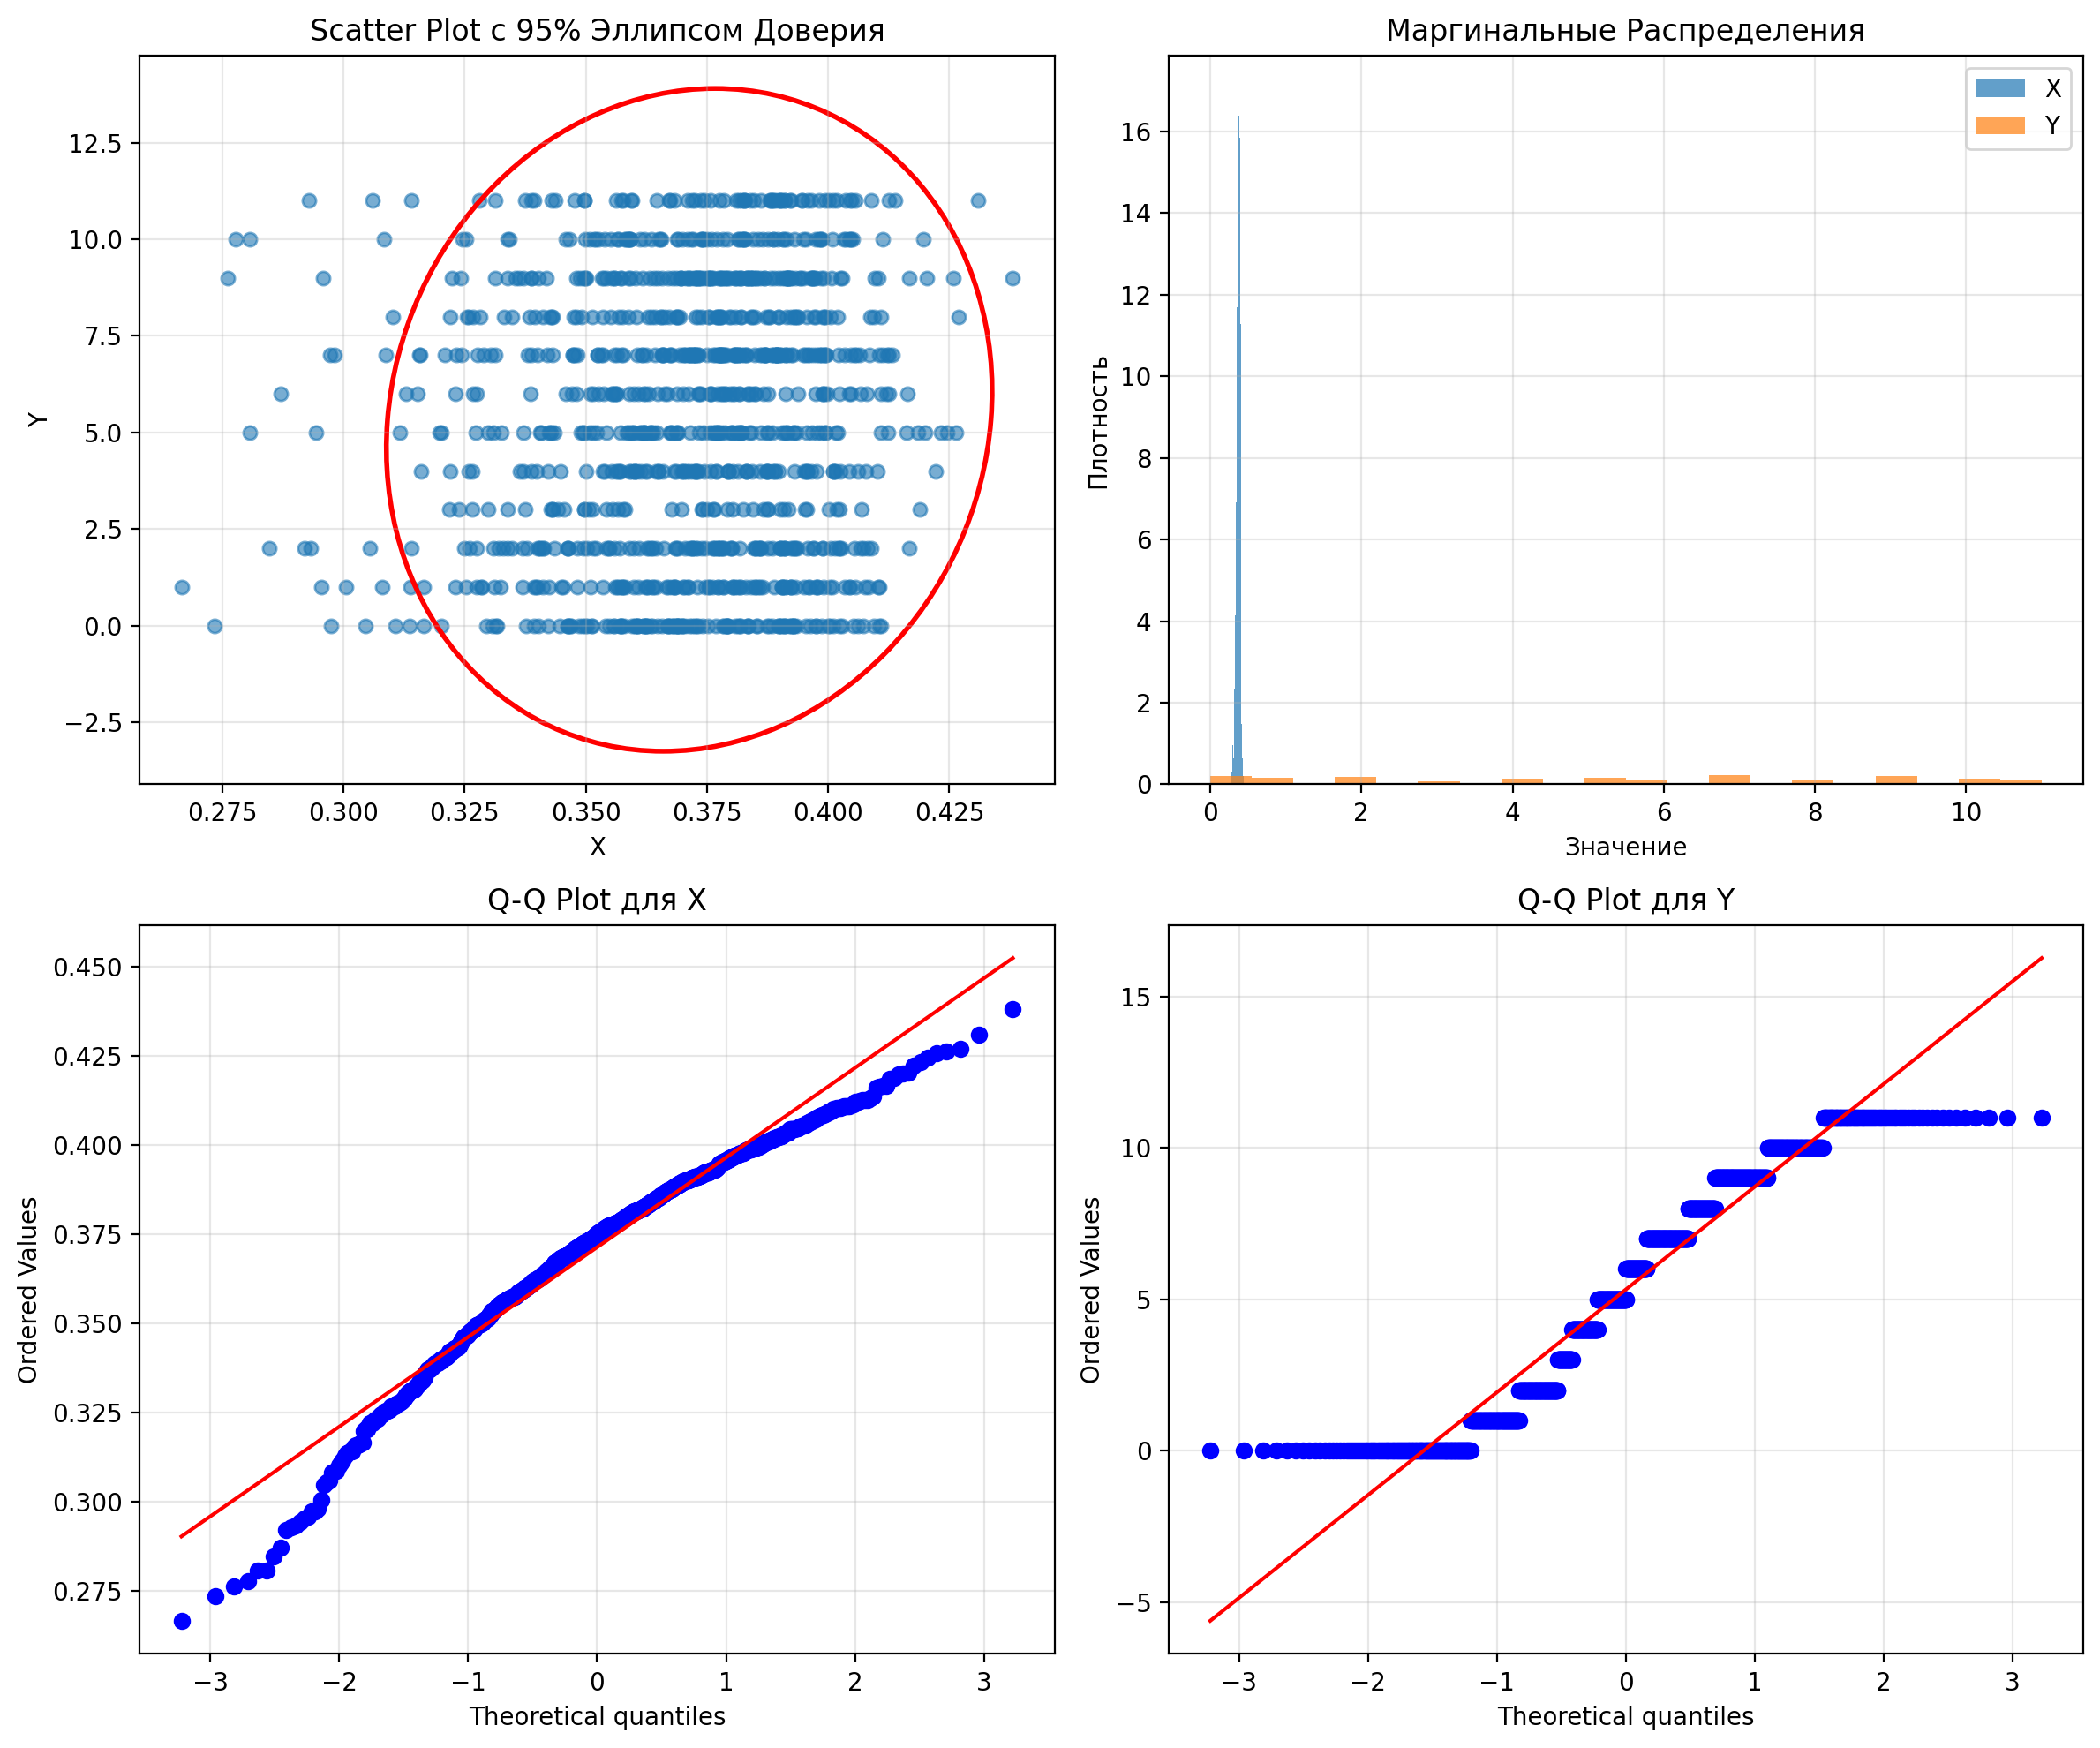 Scatter Plot с 95% Эллипсом Доверия
12.5
10.0
7.5
5.0
2.5
0.0
−2.5
Y
0.275 0.300 0.325 0.350 0.375 0.400 0.425
X
Маргинальные Распределения
X
Y
16
14
12
10
8
6
4
2
0
Плотность
0 2 4 6 8 10
Значение
Q-Q Plot для X
0.450
0.425
0.400
0.375
0.350
0.325
0.300
0.275
Ordered Values
−3 −2 −1 0 1 2 3
Theoretical quantiles
Q-Q Plot для Y
15
10
5
0
−5
Ordered Values
−3 −2 −1 0 1 2 3
Theoretical quantiles